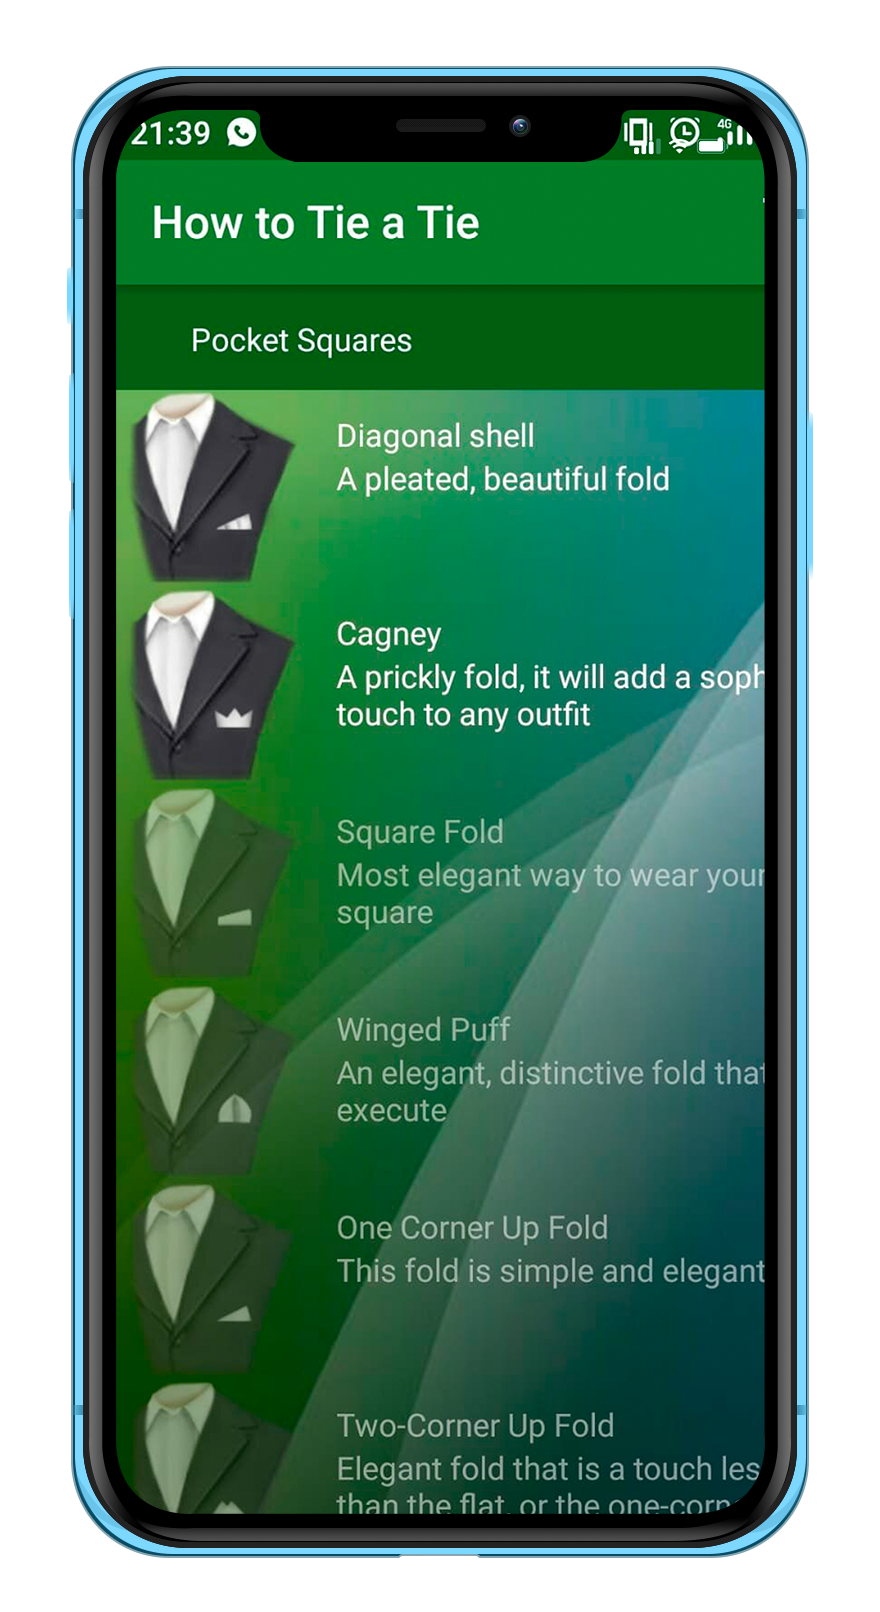 21:39
4G
How to Tie a Tie
Pocket Squares
Diagonal shell
A pleated, beautiful fold
Cagney
A prickly fold, it will add a soph
touch to any outfit
Square Fold
Most elegant way to wear your
square
Winged Puff
An elegant, distinctive fold that
execute
One Corner Up Fold
This fold is simple and elegant
Two-Corner Up Fold
Elegant fold that is a touch les
than the flat, or the one-corn